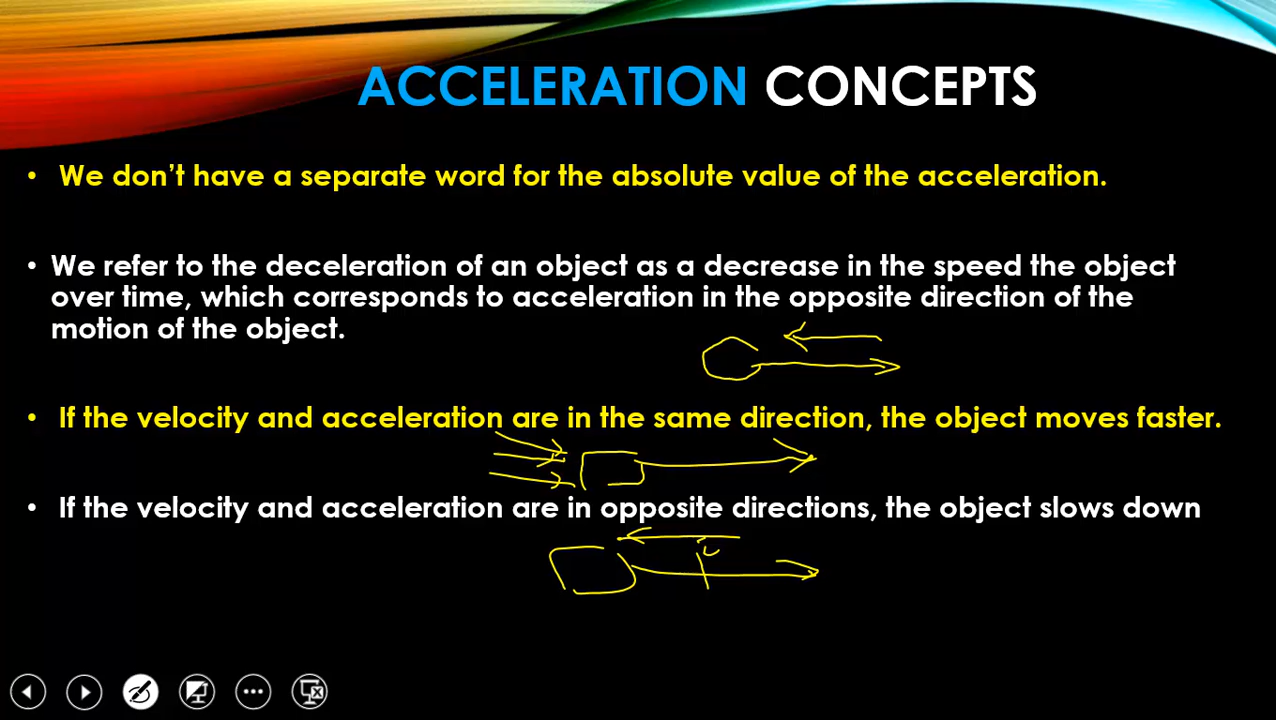 ACCELERATION CONCEPTS
• We don't have a separate word for the absolute value of the acceleration.
• We refer to the deceleration of an object as a decrease in the speed the object
over time, which corresponds to acceleration in the opposite direction of the
motion of the object.
• If the velocity and acceleration are in the same direction, the object moves faster.
• If the velocity and acceleration are in opposite directions, the object slows down